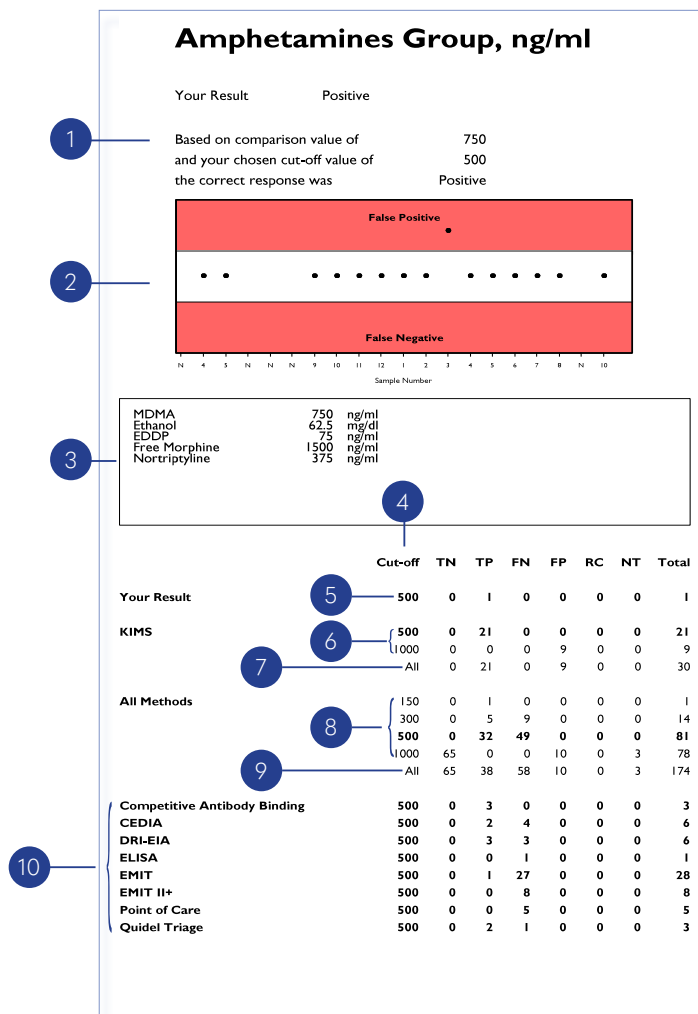 Amphetamines Group, ng/ml
Your Result Positive
1
Based on comparison value of 750
and your chosen cut-off value of 500
the correct response was Positive
False Positive
2
False Negative
N 4 5 N N N 9 10 11 12 1 2 3 4 5 6 7 8 N 10
Sample Number
3
MDMA 750 ng/ml
Ethanol 62.5 mg/dl
EDDP 75 ng/ml
Free Morphine 1500 ng/ml
Nortriptyline 375 ng/ml
4
Cut-off TN TP FN FP RC NT Total
Your Result 5 500 0 1 0 0 0 0 1
KIMS 6 500 0 21 0 0 0 0 21
1000 0 0 0 9 0 0 9
7 All 0 21 0 9 0 0 30
All Methods 150 0 1 0 0 0 0 1
8 300 0 5 9 0 0 0 14
500 0 32 49 0 0 0 81
1000 65 0 0 10 0 3 78
9 All 65 38 58 10 0 3 174
Competitive Antibody Binding 500 0 3 0 0 0 0 3
CEDIA 500 0 2 4 0 0 0 6
DRI-EIA 500 0 3 3 0 0 0 6
10 ELISA 500 0 0 1 0 0 0 1
EMIT 500 0 1 27 0 0 0 28
EMIT II+ 500 0 0 8 0 0 0 8
Point of Care 500 0 0 5 0 0 0 5
Quidel Triage 500 0 2 1 0 0 0 3